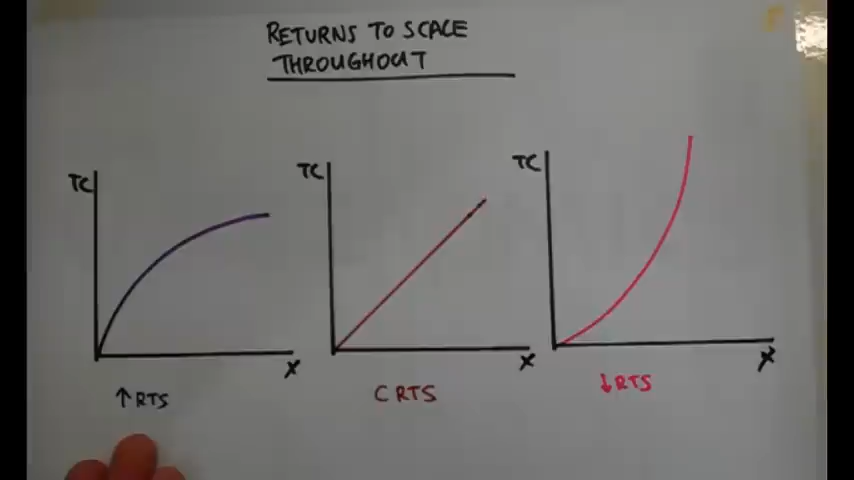 RETURNS TO SCALE
THROUGHOUT
TC
TC
TC
X
X
X
↑ RTS
C RTS
↓ RTS